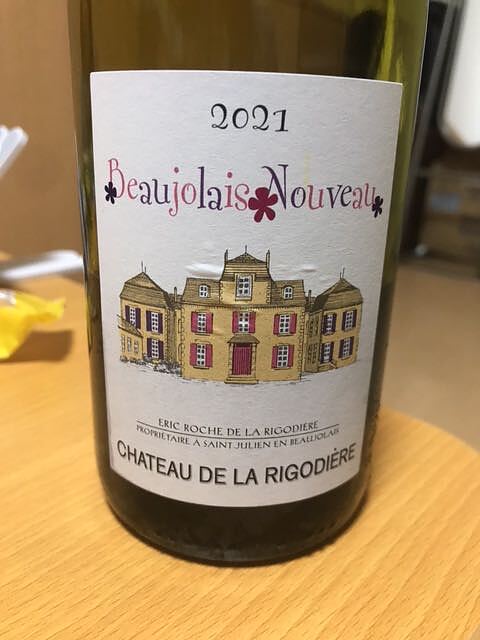 2021
Beaujolais Nouveau
ERIC ROCHE DE LA RIGODIÈRE
PROPRIÉTAIRE À SAINT JULIEN EN BEAUJOLAIS
CHATEAU DE LA RIGODIÈRE